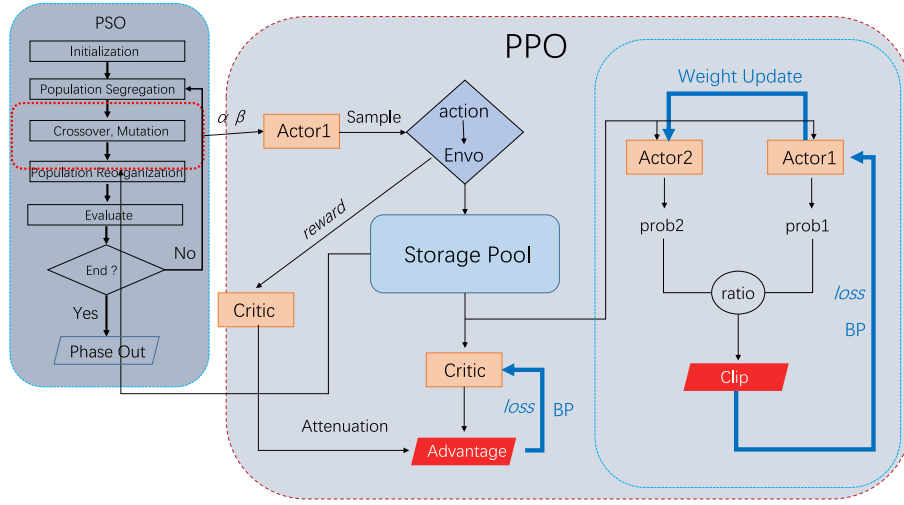 PSO
Initialization
Population Segregation
Crossover, Mutation
Population Reorganization
Evaluate
End ?
No
Yes
Phase Out
PPO
α β
Actor1
Sample
action
Envo
reward
Storage Pool
Critic
Critic
loss
BP
Attenuation
Advantage
Weight Update
Actor2
Actor1
prob2
prob1
ratio
loss
BP
Clip